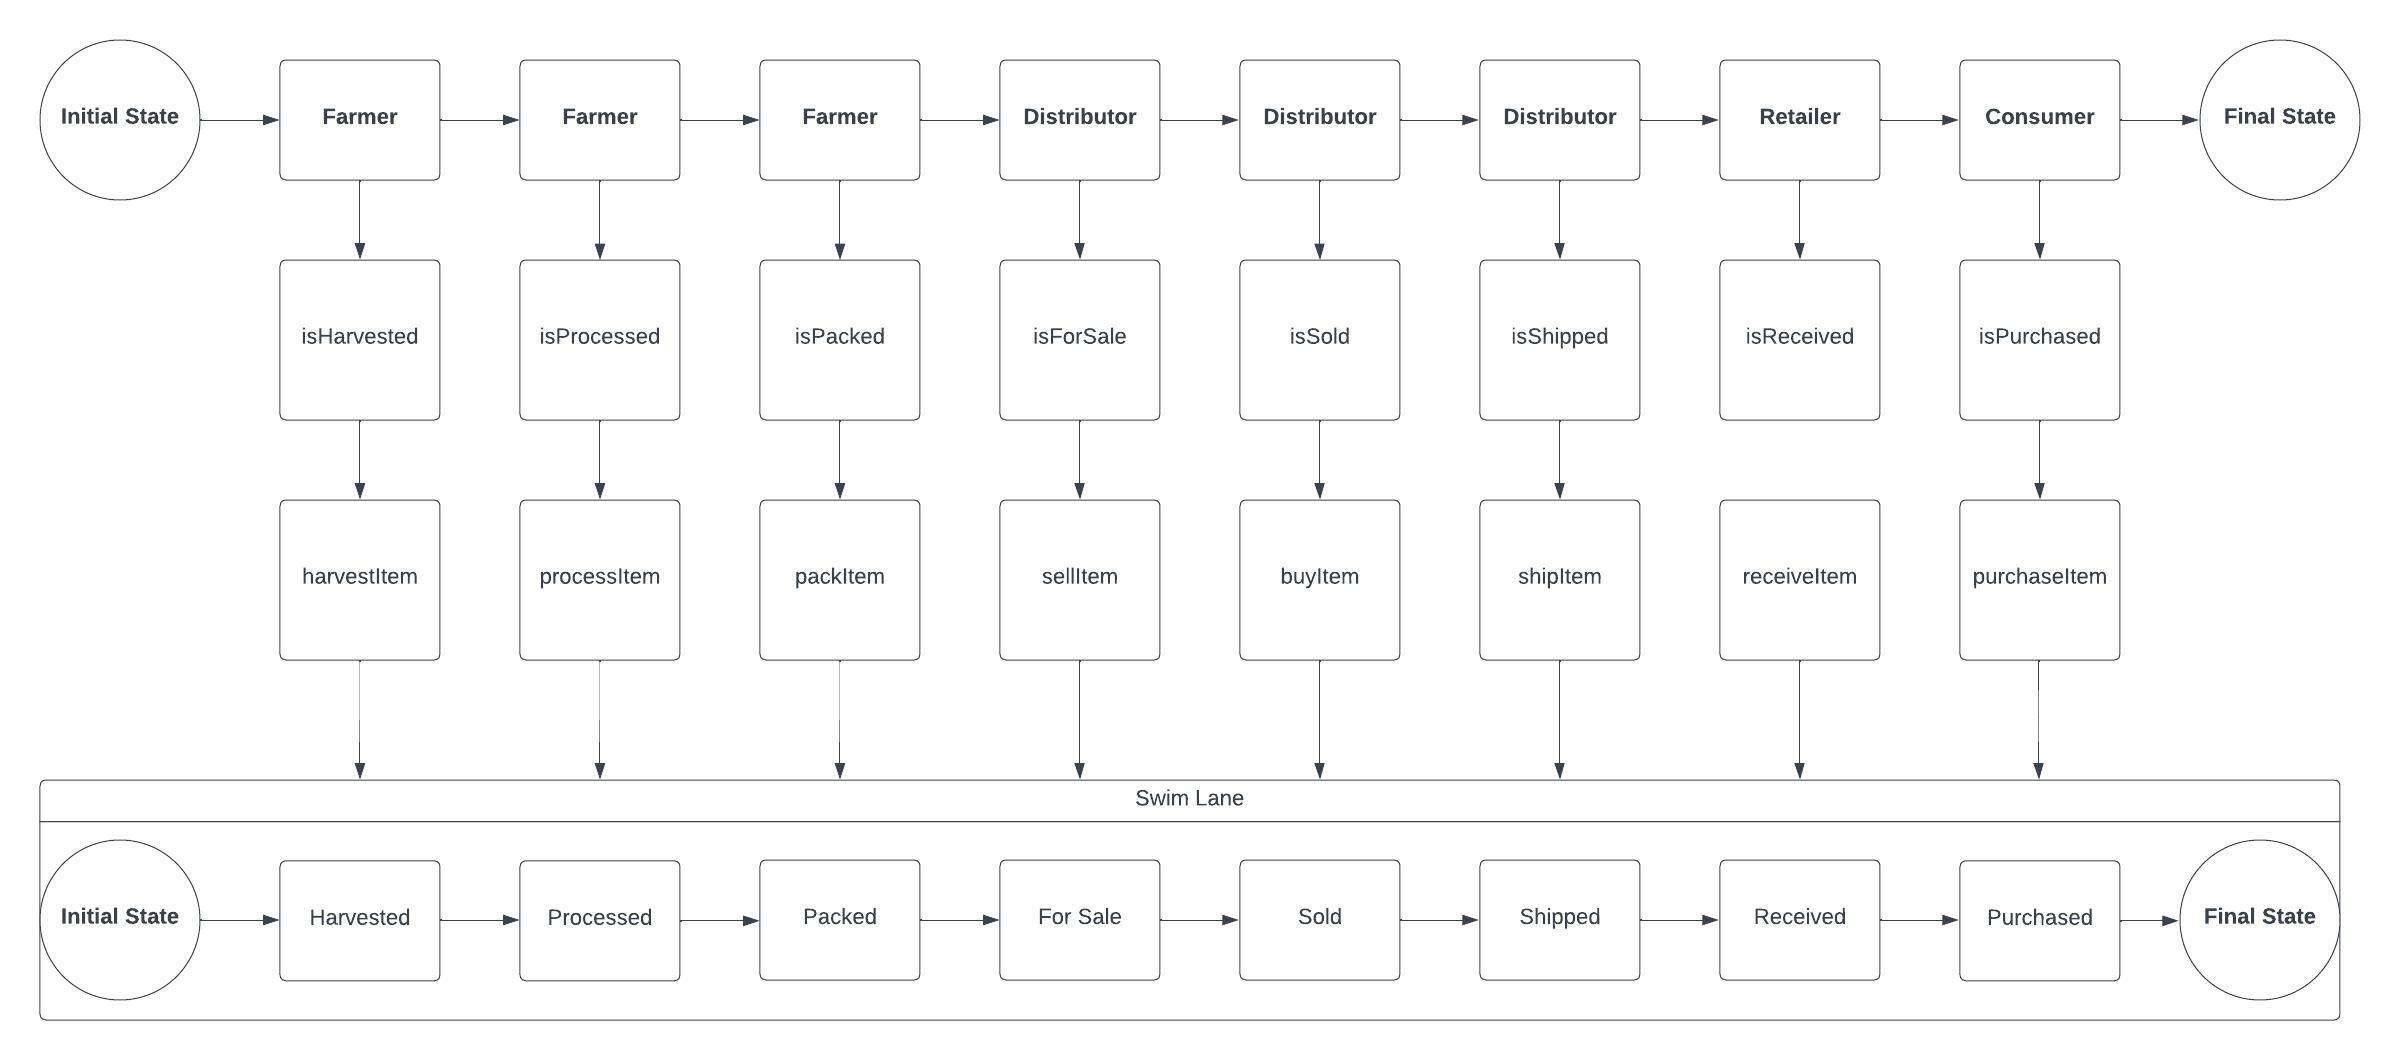 Initial State
Farmer
Farmer
Farmer
Distributor
Distributor
Distributor
Retailer
Consumer
Final State
isHarvested
isProcessed
isPacked
isForSale
isSold
isShipped
isReceived
isPurchased
harvestItem
processItem
packItem
sellItem
buyItem
shipItem
receiveItem
purchaseItem
Swim Lane
Initial State
Harvested
Processed
Packed
For Sale
Sold
Shipped
Received
Purchased
Final State